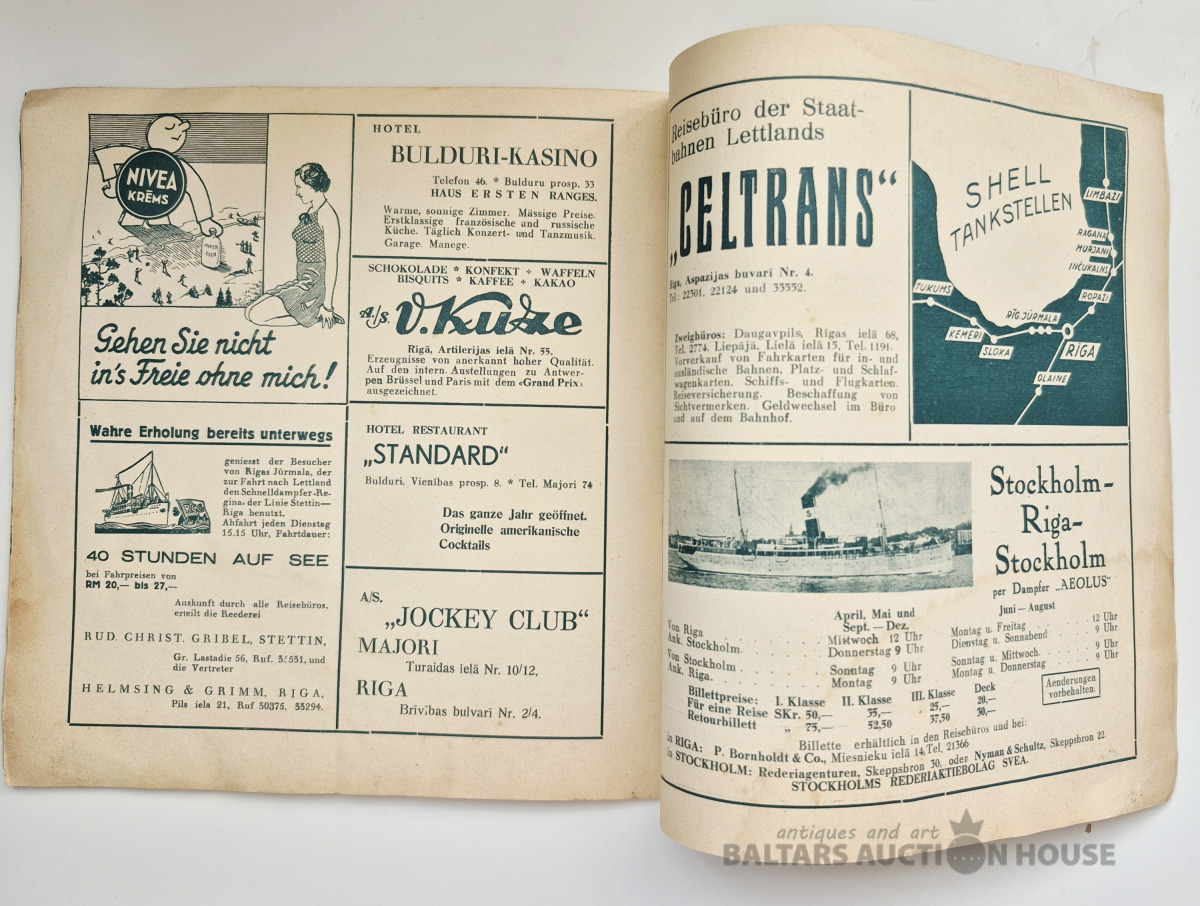 NIVEA
KRĒMS
Gehen Sie nicht
in's Freie ohne mich!
HOTEL
BULDURI-KASINO
Telefon 46. * Bulduru prosp. 33
HAUS ERSTEN RANGES.
Warme, sonnige Zimmer. Mässige Preise.
Erstklassige französische und russische
Küche. Täglich Konzert- und Tanzmusik.
Garage. Manege.
SCHOKOLADE * KONFEKT * WAFFELN
BISQUITS * KAFFEE * KAKAO
A/S. V. Kuze
Rigā, Artilerijas ielā Nr. 55.
Erzeugnisse von anerkannt hoher Qualität.
Auf den intern. Austellungen zu Antwer-
pen Brüssel und Paris mit dem «Grand Prix»
ausgezeichnet.
Wahre Erholung bereits unterwegs
geniesst der Besucher
von Rigas Jūrmala, der
zur Fahrt nach Lettland
den Schnelldampfer «Re-
gina» der Linie Stettin—
Riga benutzt.
Abfahrt jeden Dienstag
15.15 Uhr, Fahrtdauer:
40 STUNDEN AUF SEE
bei Fahrpreisen von
RM 20,— bis 27,—
Auskunft durch alle Reisebüros,
erteilt die Reederei
RUD. CHRIST. GRIBEL, STETTIN,
Gr. Lastadie 56, Ruf. 35531, und
die Vertreter
HELMSING & GRIMM, RIGA,
Pils iela 21, Ruf 30375, 33294.
HOTEL RESTAURANT
„STANDARD"
Bulduri, Vienības prosp. 8. * Tel. Majori 74
Das ganze Jahr geöffnet.
Originelle amerikanische
Cocktails
A/S.
„JOCKEY CLUB"
MAJORI
Turaidas ielā Nr. 10/12,
RIGA
Brīvības bulvarī Nr. 2/4.
Reisebüro der Staat-
bahnen Lettlands
„CELTRANS"
Riga, Aspazijas buvarī Nr. 4.
Tel.: 22301, 22124 und 33552.
Zweigbüros: Daugavpils, Rīgas ielā 68,
Tel. 2774. Liepājā, Lielā ielā 15, Tel. 1191.
Vorverkauf von Fahrkarten für in- und
ausländische Bahnen, Platz- und Schlaf-
wagenkarten. Schiffs- und Flugkarten.
Reiseversicherung. Beschaffung von
Sichtvermerken. Geldwechsel im Büro
und auf dem Bahnhof.
SHELL
TANKSTELLEN
LIMBAŽI
RAGANA
MURJANI
INČUKALNS
ROPAŽI
TUKUMS
ĶEMERI
SLOKA
RĪG. JŪRMALA
RĪGA
OLAINE
Stockholm-
Riga-
Stockholm
per Dampfer „AEOLUS"
April, Mai und
Sept. — Dez.
Juni — August
Von Riga . . . . Mittwoch 12 Uhr Montag u. Freitag . . 12 Uhr
Ank. Stockholm . . . Donnerstag 9 Uhr Dienstag u. Sonnabend 9 Uhr
Von Stockholm . . . Sonntag 9 Uhr Sonntag u. Mittwoch . . 9 Uhr
Ank. Riga . . . . Montag 9 Uhr Montag u. Donnerstag 9 Uhr
Billettpreise: I. Klasse II. Klasse III. Klasse Deck
Für eine Reise SKr. 50,— 35,— 25,— 20,—
Retourbillett „ 75,— 52,50 37,50 30,—
Aenderungen
vorbehalten.
Billette erhältlich in den Reisebüros und bei:
in RIGA: P. Bornholdt & Co., Miesnieku ielā 14, Tel. 21366
in STOCKHOLM: Rederiagenturen, Skeppsbron 30, oder Nyman & Schultz, Skeppsbron 22.
STOCKHOLMS REDERIAKTIEBOLAG SVEA.
antiques and art
BALTARS AUCTION HOUSE